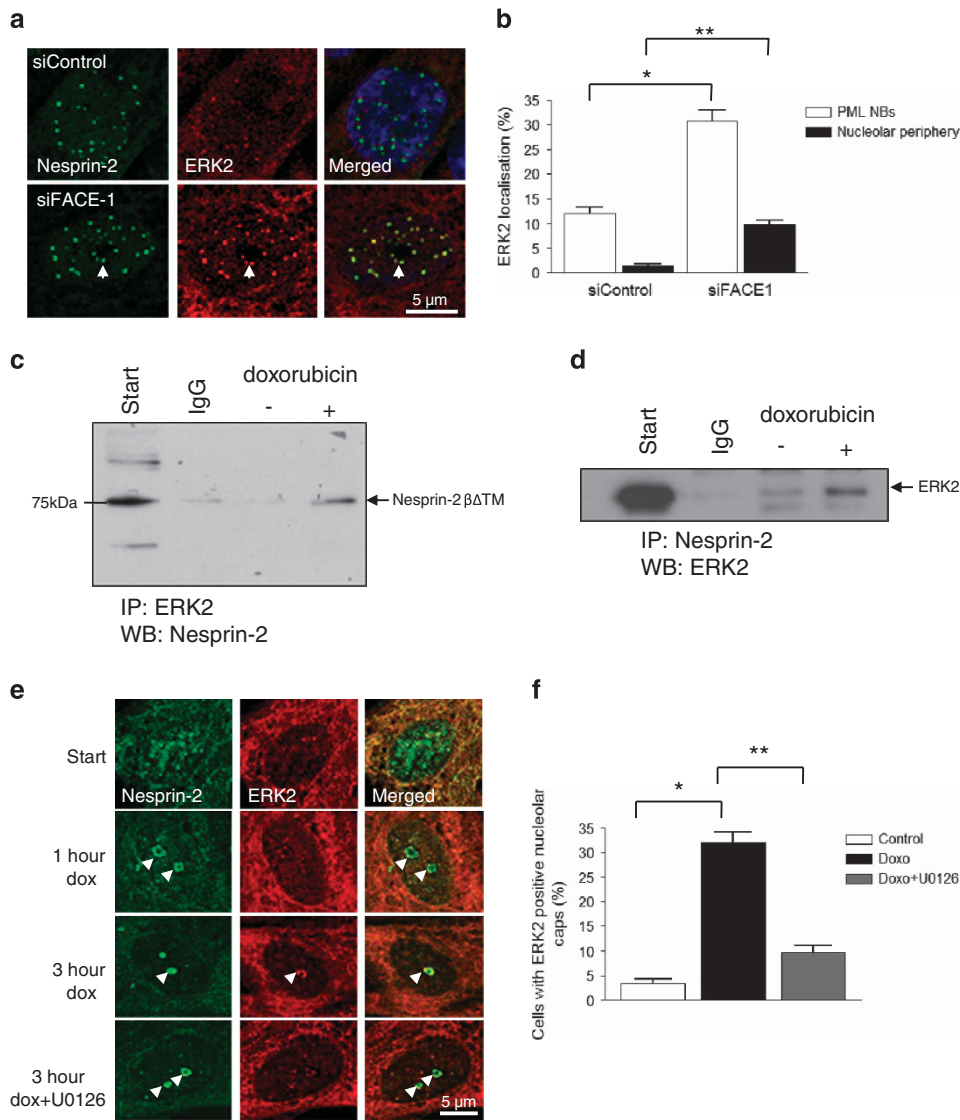 a
siControl
Nesprin-2
ERK2
Merged
siFACE-1
5 µm
b
**
*
ERK2 localisation (%)
35
30
25
20
15
10
5
0
siControl
siFACE1
PML NBs
Nucleolar periphery
c
Start
IgG
doxorubicin
- +
75kDa
Nesprin-2 βΔTM
IP: ERK2
WB: Nesprin-2
d
Start
IgG
doxorubicin
- +
ERK2
IP: Nesprin-2
WB: ERK2
e
Start
Nesprin-2
ERK2
Merged
1 hour
dox
3 hour
dox
3 hour
dox+U0126
5 µm
f
**
*
Cells with ERK2 positive nucleolar
caps (%)
35
30
25
20
15
10
5
0
Control
Doxo
Doxo+U0126